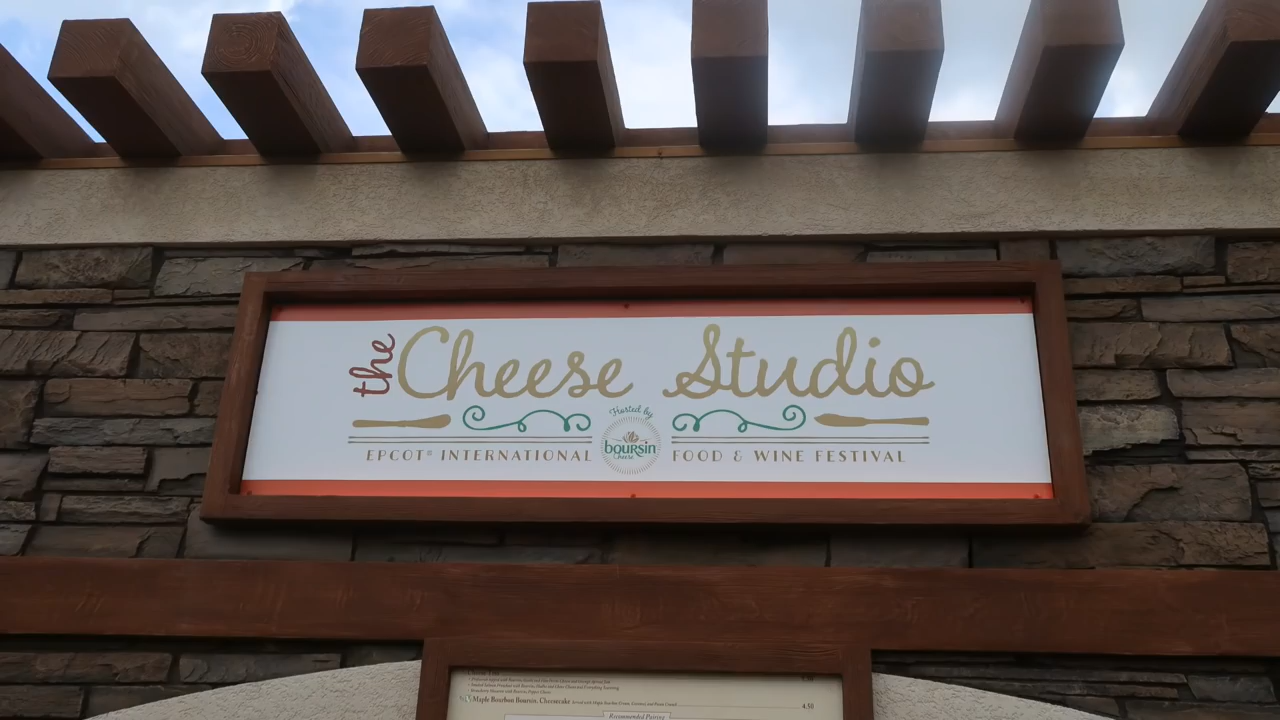 the Cheese Studio
Hosted by
boursin
Cheese
EPCOT® INTERNATIONAL FOOD & WINE FESTIVAL
Maple Bourbon Boursin® Cheesecake
4.50
Recommended Pairing